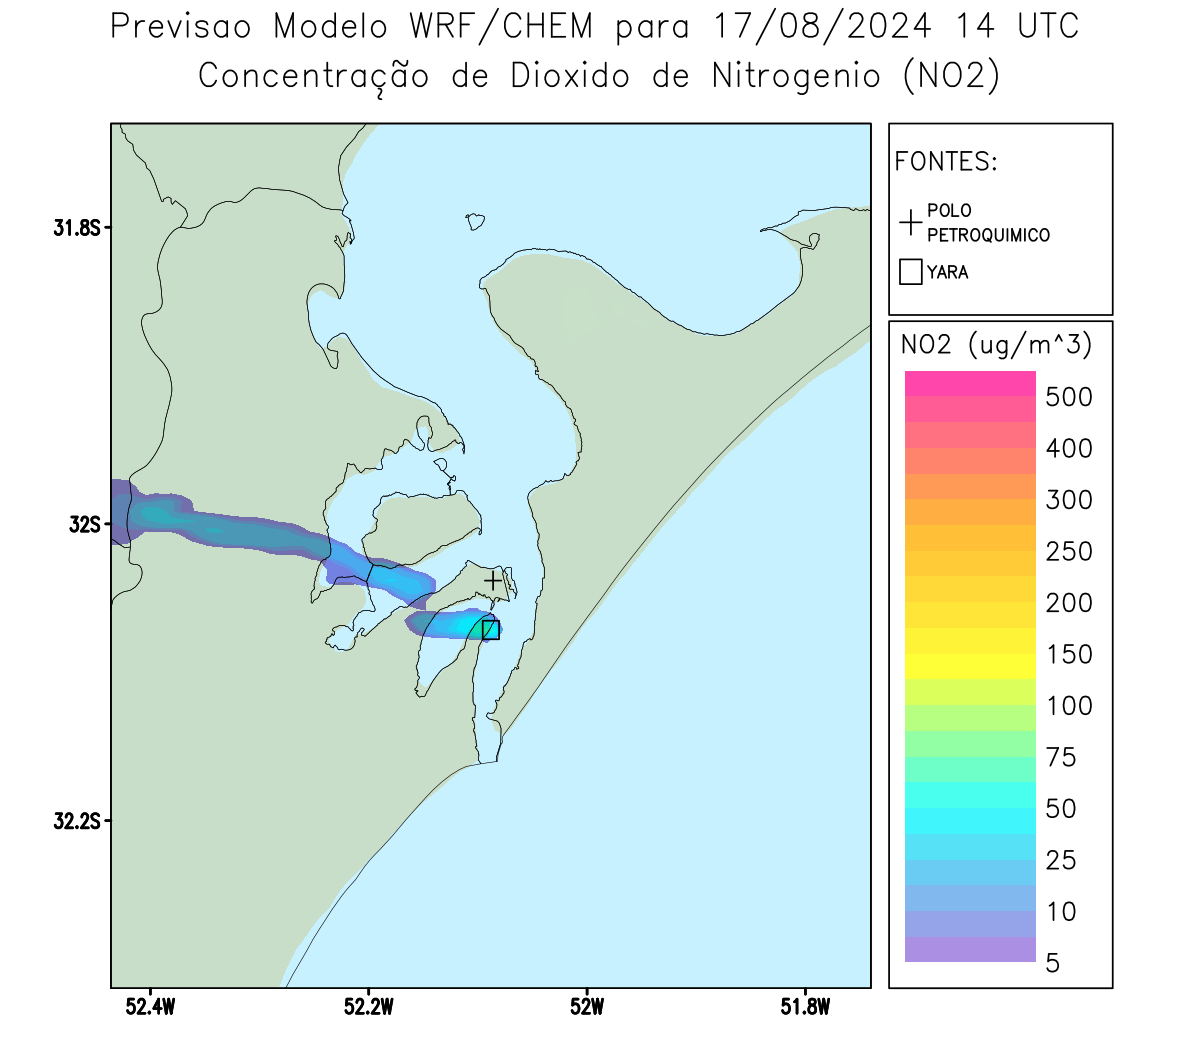 Previsao Modelo WRF/CHEM para 17/08/2024 14 UTC
Concentração de Dioxido de Nitrogenio (NO2)
FONTES:
POLO
PETROQUIMICO
YARA
NO2 (ug/m^3)
500
400
300
250
200
150
100
75
50
25
10
5
31.8S
32S
32.2S
52.4W
52.2W
52W
51.8W